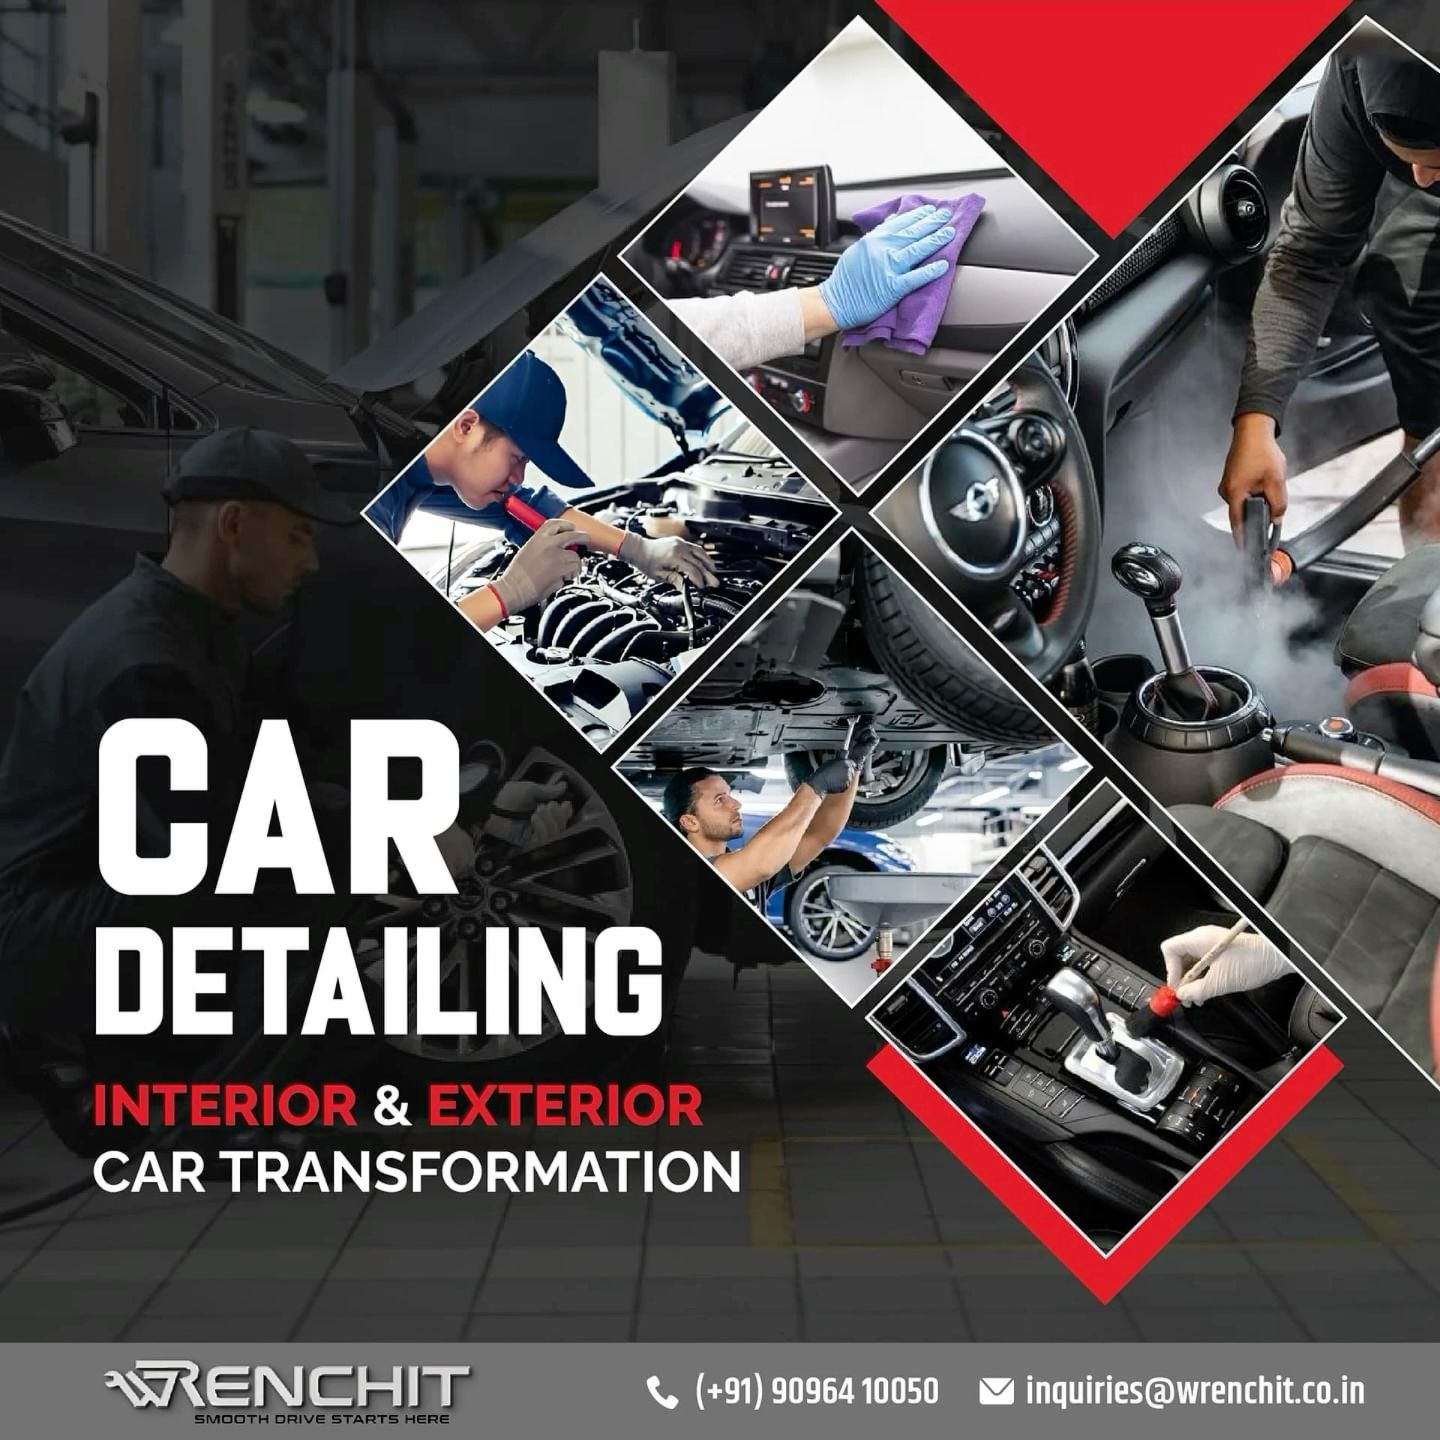 CAR
DETAILING
INTERIOR & EXTERIOR
CAR TRANSFORMATION
WRENCHIT
SMOOTH DRIVE STARTS HERE
(+91) 90964 10050
inquiries@wrenchit.co.in